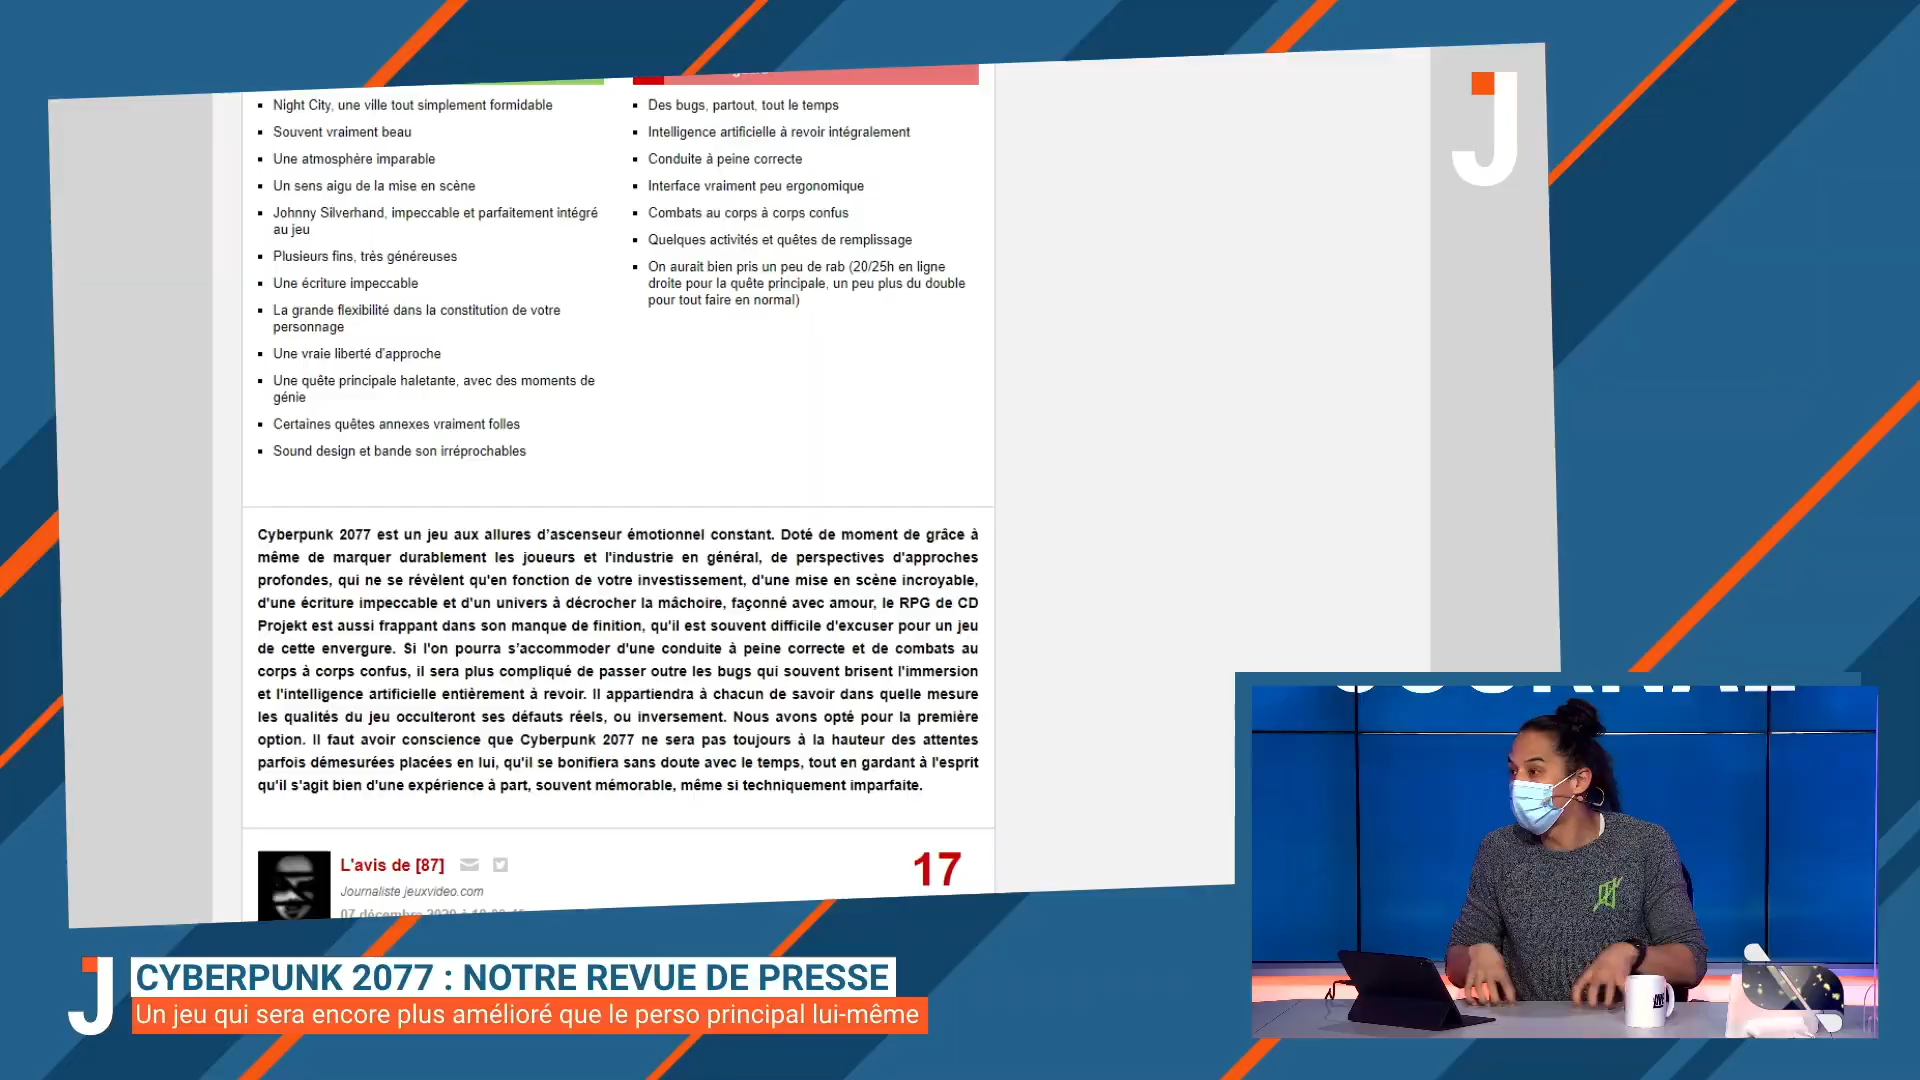 Night City, une ville tout simplement formidable
Souvent vraiment beau
Une atmosphère imparable
Un sens aigu de la mise en scène
Johnny Silverhand, impeccable et parfaitement intégré
au jeu
Plusieurs fins, très généreuses
Une écriture impeccable
La grande flexibilité dans la constitution de votre
personnage
Une vraie liberté d'approche
Une quête principale haletante, avec des moments de
génie
Certaines quêtes annexes vraiment folles
Sound design et bande son irréprochables
Des bugs, partout, tout le temps
Intelligence artificielle à revoir intégralement
Conduite à peine correcte
Interface vraiment peu ergonomique
Combats au corps à corps confus
Quelques activités et quêtes de remplissage
On aurait bien pris un peu de rab (20/25h en ligne
droite pour la quête principale, un peu plus du double
pour tout faire en normal)
Cyberpunk 2077 est un jeu aux allures d'ascenseur émotionnel constant. Doté de moment de grâce à
même de marquer durablement les joueurs et l'industrie en général, de perspectives d'approches
profondes, qui ne se révèlent qu'en fonction de votre investissement, d'une mise en scène incroyable,
d'une écriture impeccable et d'un univers à décrocher la mâchoire, façonné avec amour, le RPG de CD
Projekt est aussi frappant dans son manque de finition, qu'il est souvent difficile d'excuser pour un jeu
de cette envergure. Si l'on pourra s'accommoder d'une conduite à peine correcte et de combats au
corps à corps confus, il sera plus compliqué de passer outre les bugs qui souvent brisent l'immersion
et l'intelligence artificielle entièrement à revoir. Il appartiendra à chacun de savoir dans quelle mesure
les qualités du jeu occulteront ses défauts réels, ou inversement. Nous avons opté pour la première
option. Il faut avoir conscience que Cyberpunk 2077 ne sera pas toujours à la hauteur des attentes
parfois démesurées placées en lui, qu'il se bonifiera sans doute avec le temps, tout en gardant à l'esprit
qu'il s'agit bien d'une expérience à part, souvent mémorable, même si techniquement imparfaite.
L'avis de [87]
17
Journaliste jeuxvideo.com
07 décembre 2020 à
J
JOURNAL
J
CYBERPUNK 2077 : NOTRE REVUE DE PRESSE
Un jeu qui sera encore plus amélioré que le perso principal lui-même